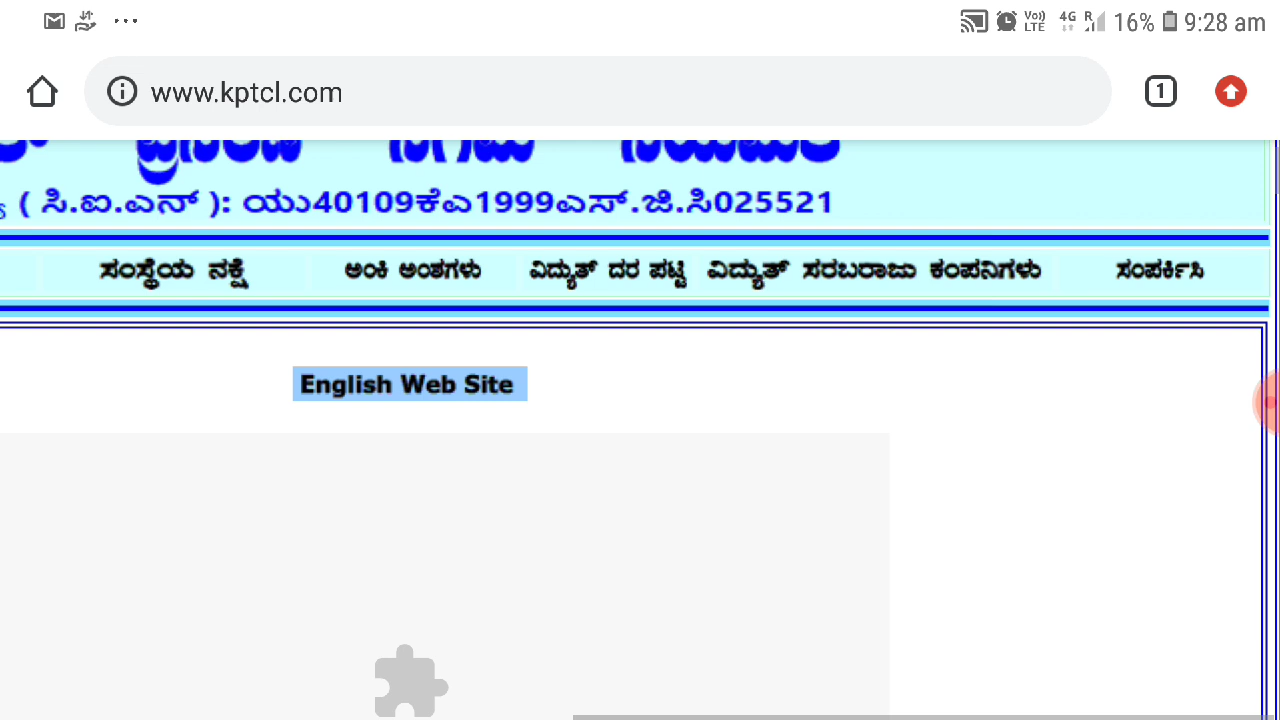 16% 9:28 am
www.kptcl.com
1
( ಸಿ.ಐ.ಎನ್ ): ಯು40109ಕೆಎ1999ಎಸ್.ಜಿ.ಸಿ025521
ಸಂಸ್ಥೆಯ ನಕ್ಷೆ ಅಂಕಿ ಅಂಶಗಳು ವಿದ್ಯುತ್ ದರ ಪಟ್ಟಿ ವಿದ್ಯುತ್ ಸರಬರಾಜು ಕಂಪನಿಗಳು ಸಂಪರ್ಕಿಸಿ
English Web Site